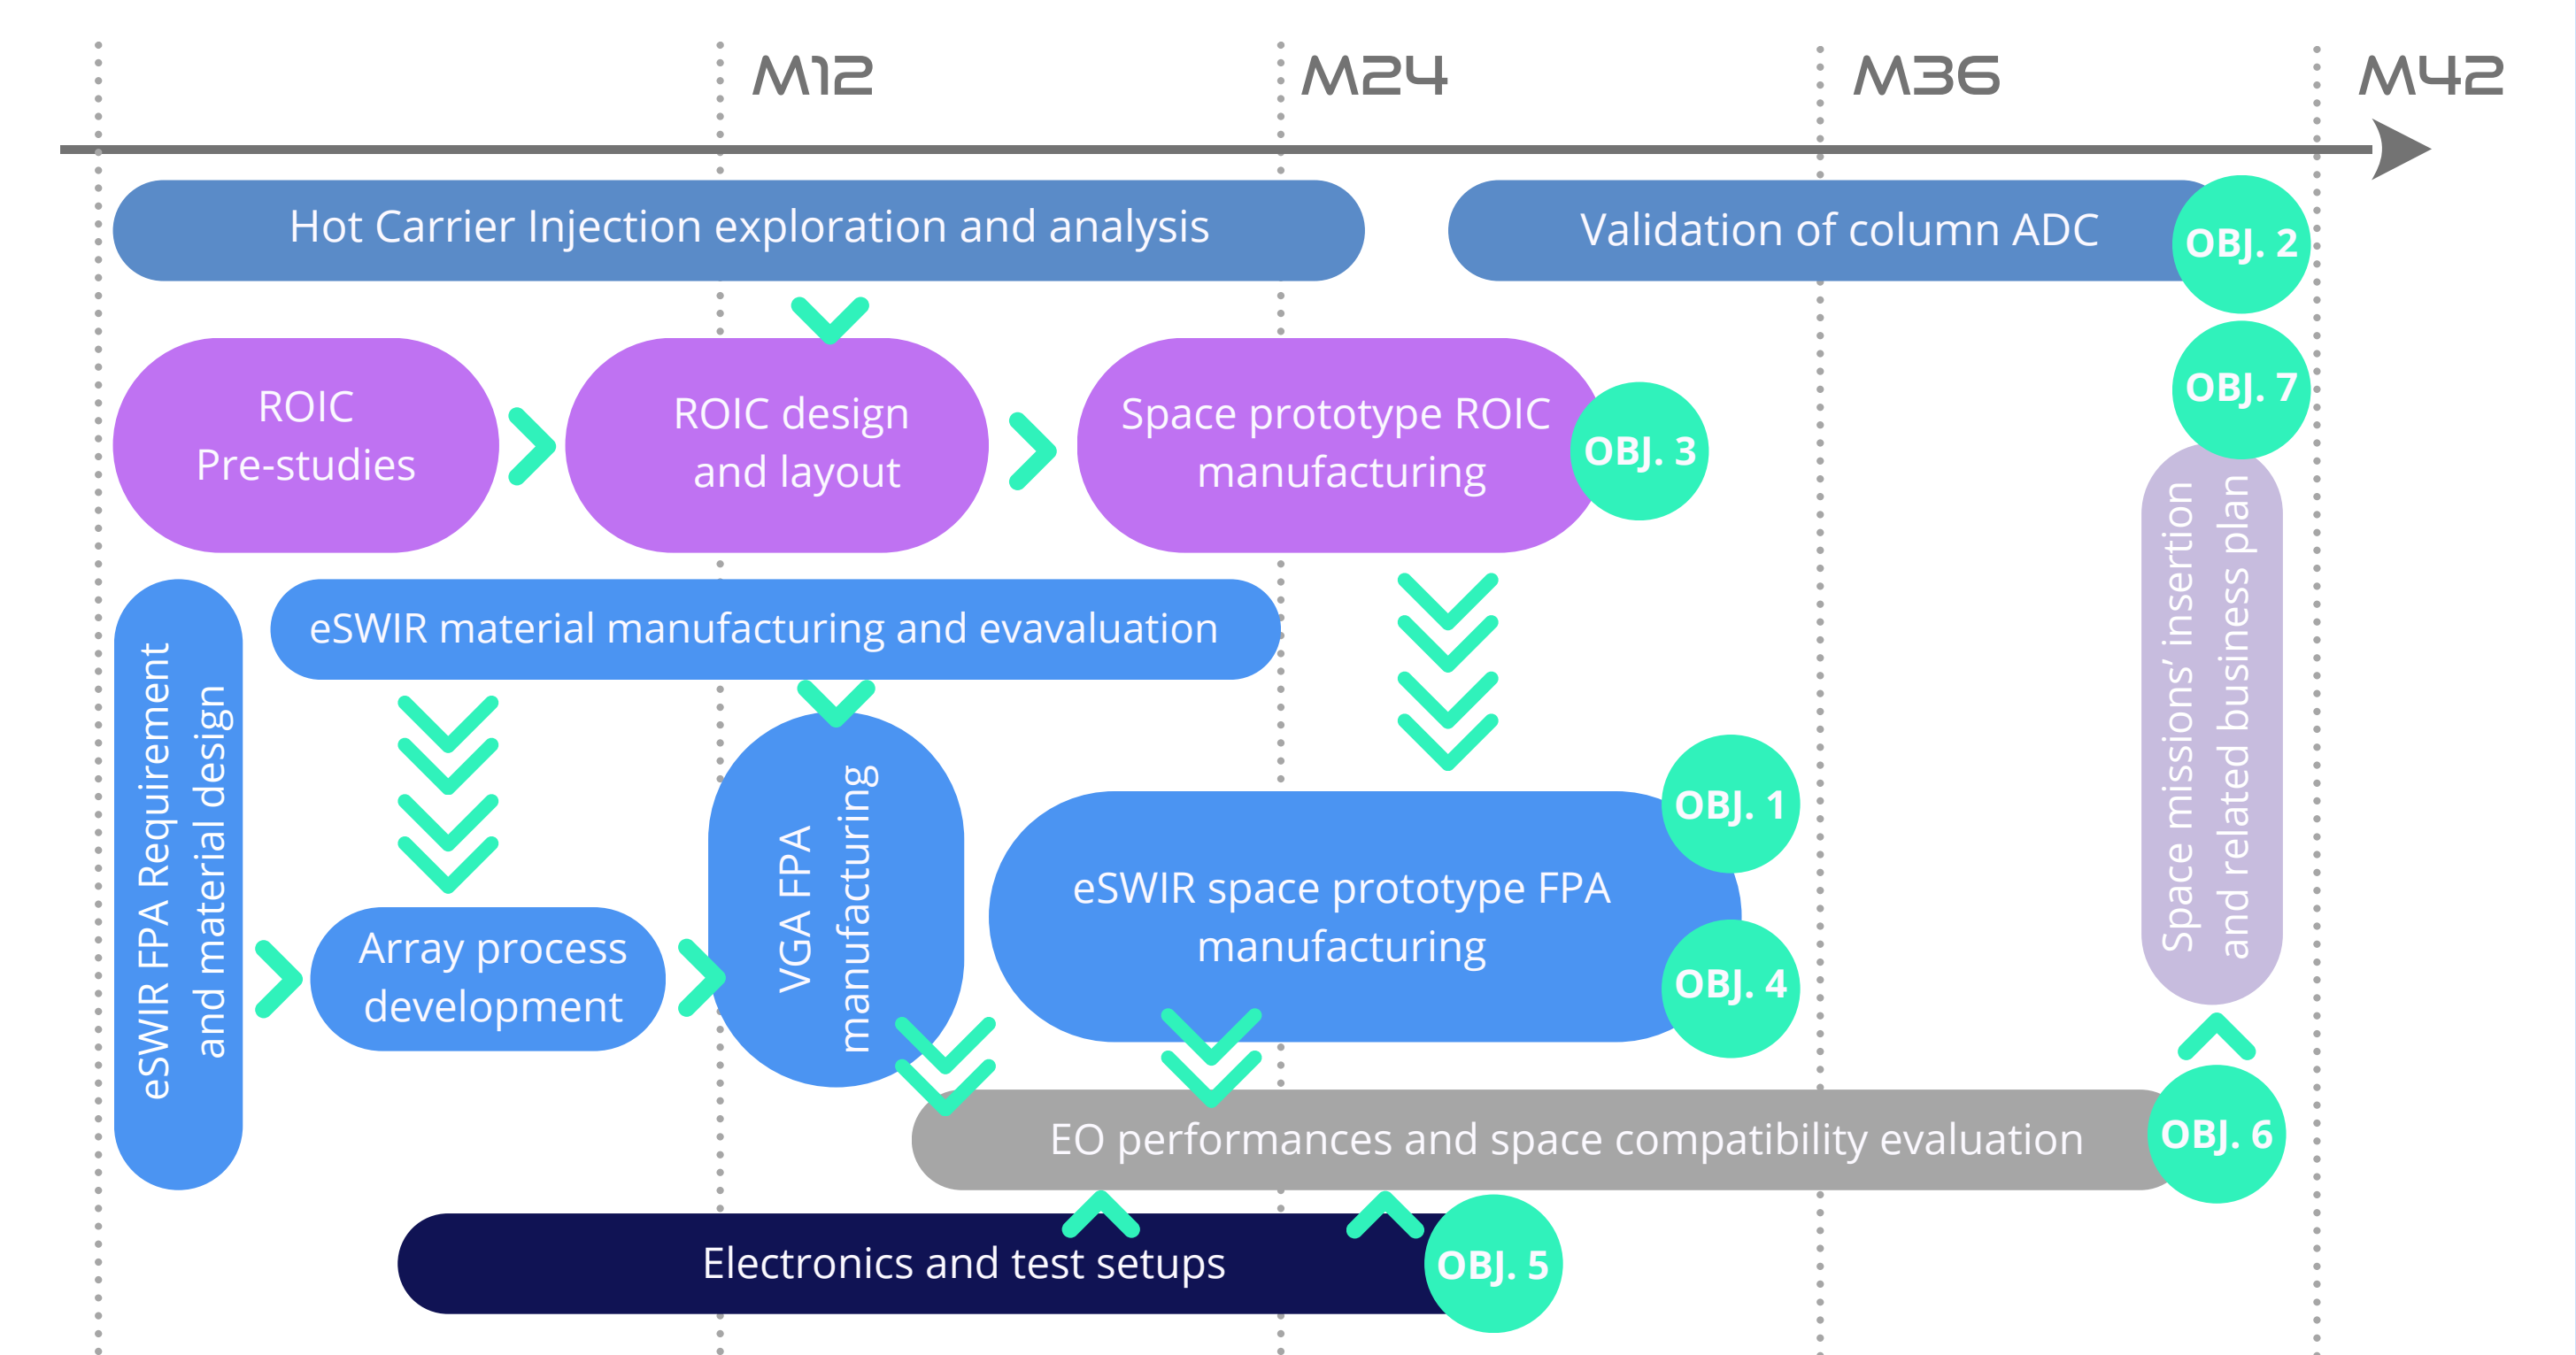 M12
M24
M36
M42
Hot Carrier Injection exploration and analysis
Validation of column ADC
OBJ. 2
OBJ. 7
ROIC
Pre-studies
ROIC design
and layout
Space prototype ROIC
manufacturing
OBJ. 3
eSWIR FPA Requirement
and material design
eSWIR material manufacturing and evavaluation
Array process
development
VGA FPA
manufacturing
eSWIR space prototype FPA
manufacturing
OBJ. 1
OBJ. 4
Space missions’ insertion
and related business plan
EO performances and space compatibility evaluation
OBJ. 6
Electronics and test setups
OBJ. 5